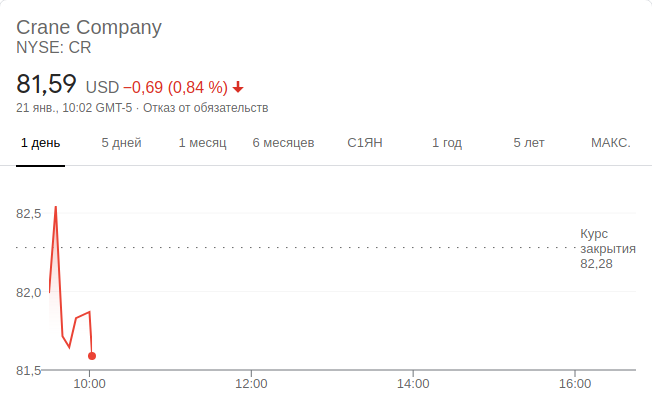 Crane Company
NYSE: CR
81,59 USD −0,69 (0,84 %)
21 янв., 10:02 GMT-5 · Отказ от обязательств
1 день 5 дней 1 месяц 6 месяцев С1ЯН 1 год 5 лет МАКС.
82,5
Курс
закрытия
82,28
82,0
81,5
10:00 12:00 14:00 16:00